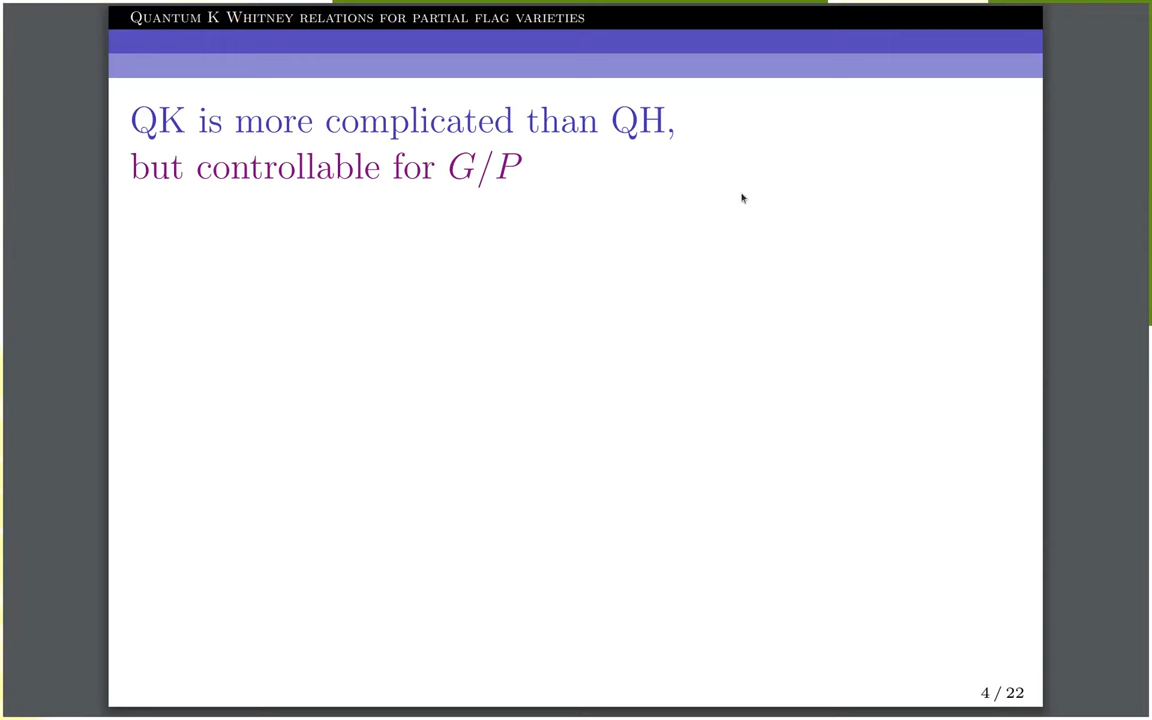 Quantum K Whitney relations for partial flag varieties
QK is more complicated than QH,
but controllable for G/P
4 / 22